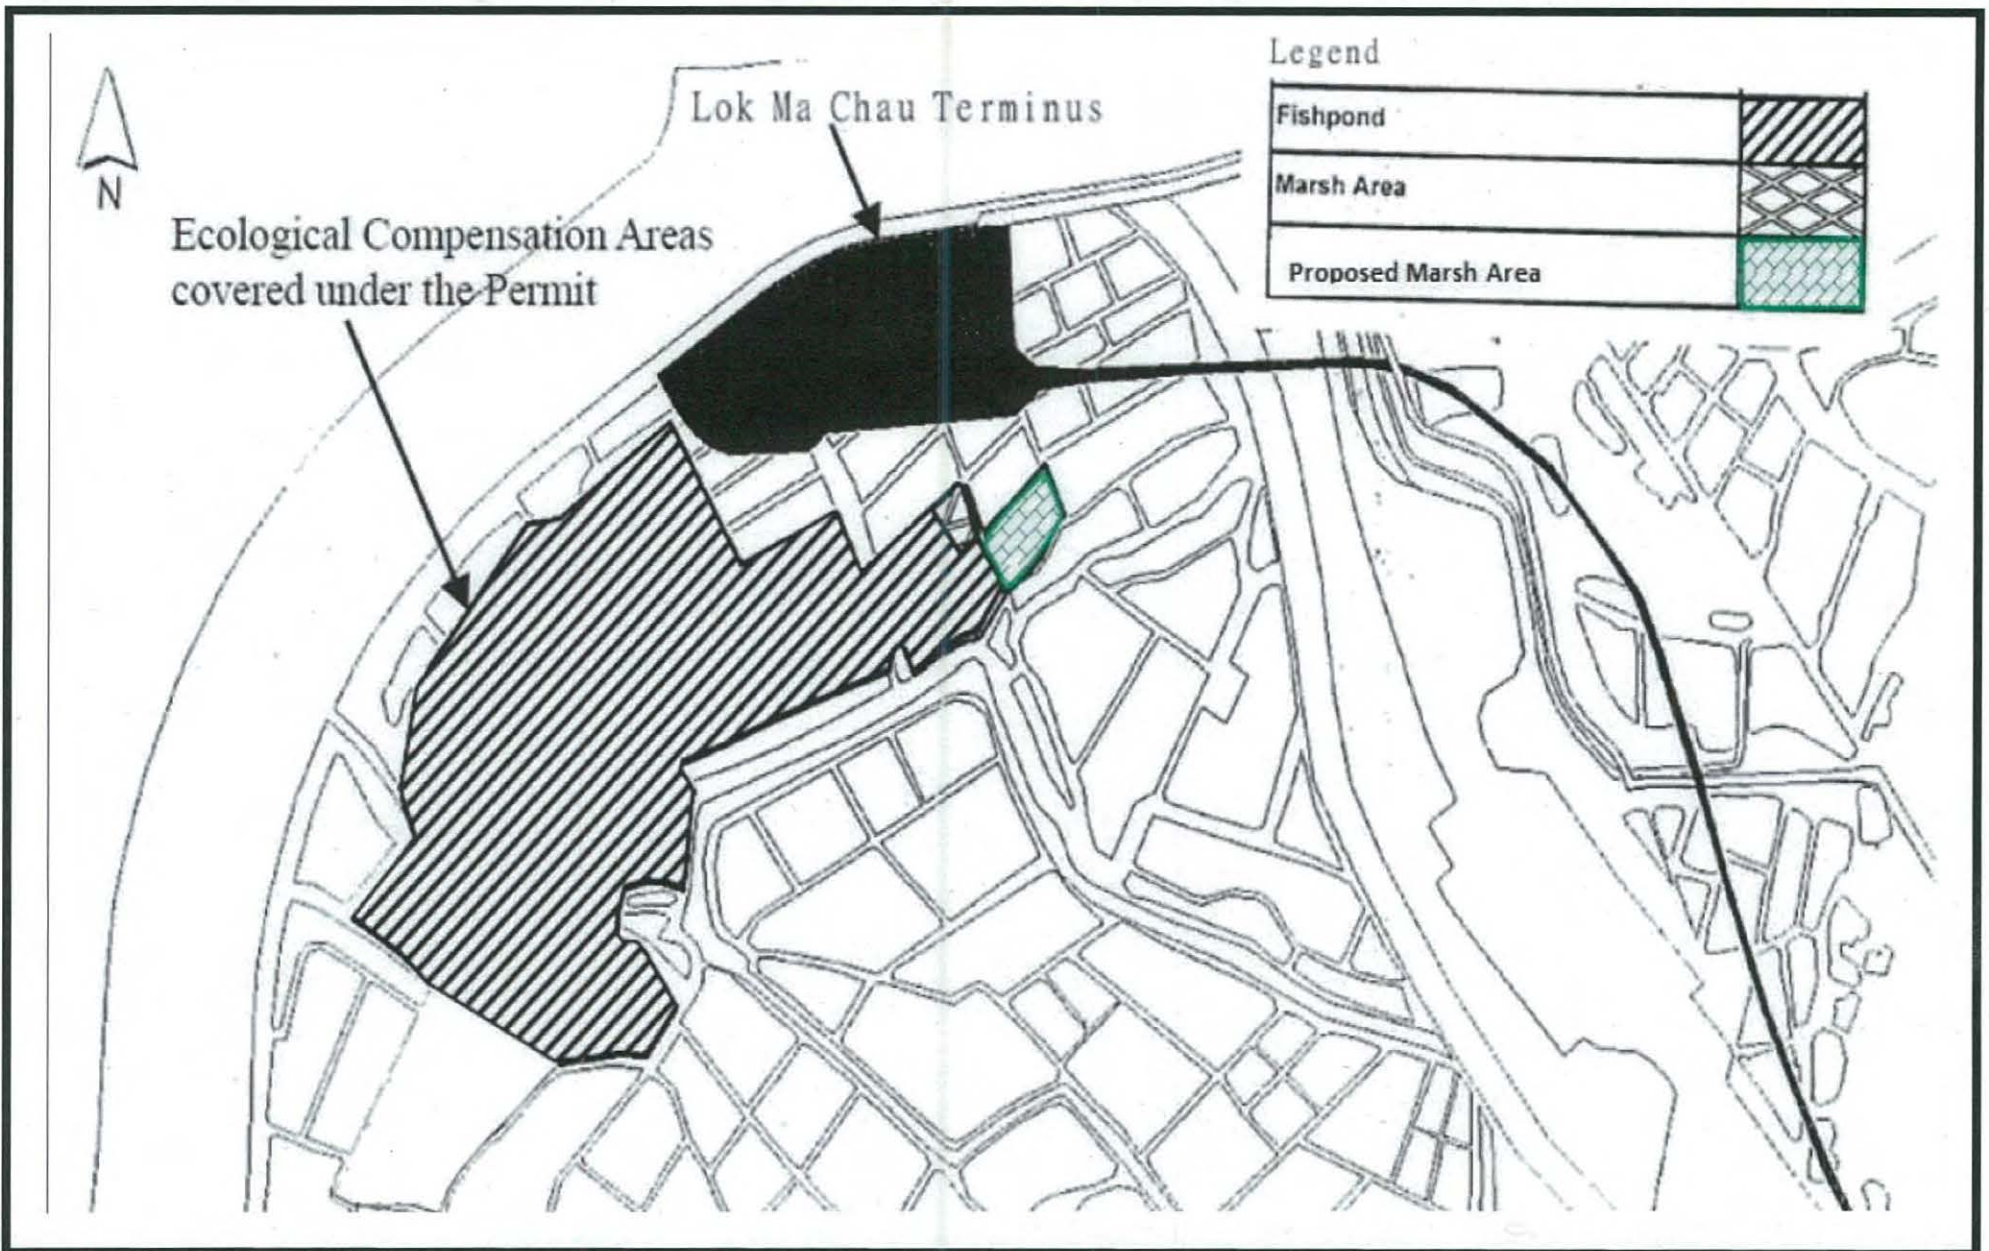 Legend
Lok Ma Chau Terminus
Fishpond
Marsh Area
N
Ecological Compensation Areas
covered under the Permit
Proposed Marsh Area